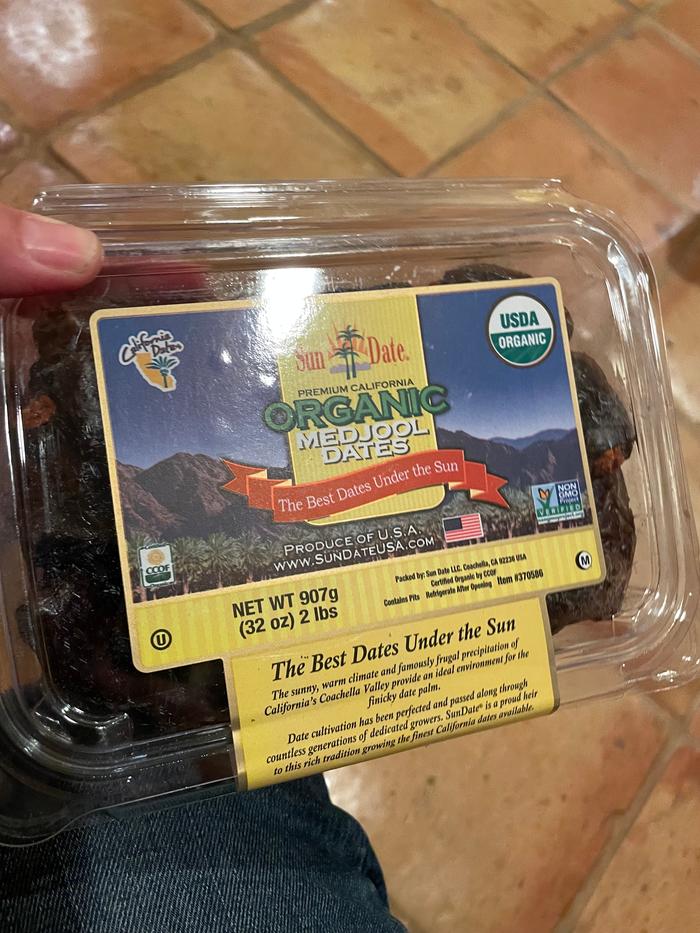 California
Dates
Sun Date®
USDA
ORGANIC
PREMIUM CALIFORNIA
ORGANIC
MEDJOOL
DATES
The Best Dates Under the Sun
NON
GMO
Project
VERIFIED
CCOF
PRODUCE OF U.S.A.
WWW.SUNDATEUSA.COM
NET WT 907g
(32 oz) 2 lbs
Packed by: Sun Date LLC. Coachella, CA 92236 USA
Certified Organic by CCOF
Contains Pits Refrigerate After Opening Item #370586
U
M
The Best Dates Under the Sun
The sunny, warm climate and famously frugal precipitation of
California's Coachella Valley provide an ideal environment for the
finicky date palm.
Date cultivation has been perfected and passed along through
countless generations of dedicated growers. SunDate® is a proud heir
to this rich tradition growing the finest California dates available.